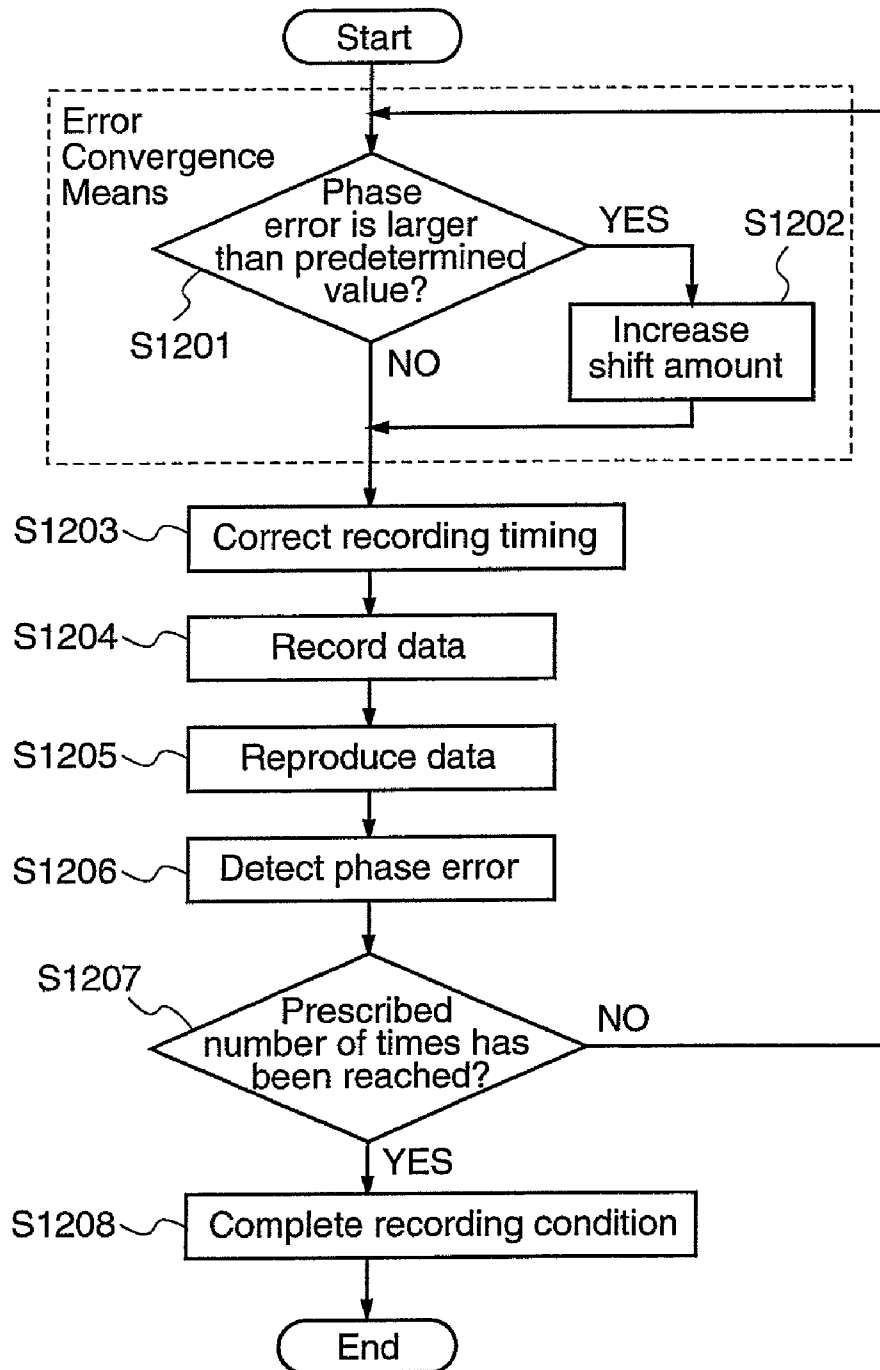 Start
Error
Convergence
Means
Phase
error is larger
than predetermined
value?
YES
S1202
S1201
Increase
shift amount
NO
S1203
Correct recording timing
S1204
Record data
S1205
Reproduce data
S1206
Detect phase error
S1207
Prescribed
number of times has
been reached?
NO
YES
S1208
Complete recording condition
End